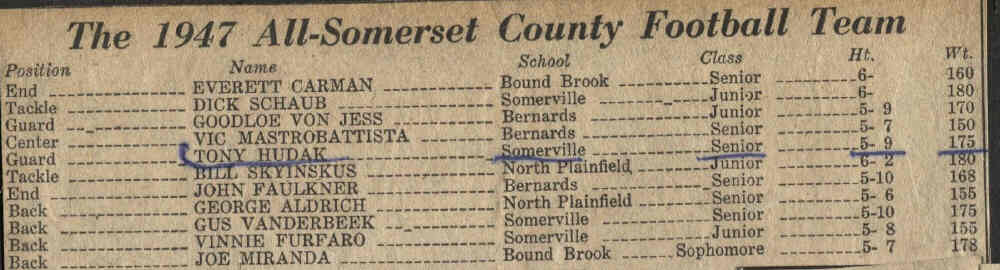 The 1947 All-Somerset County Football Team
Position Name School Class Ht. Wt.
End EVERETT CARMAN Bound Brook Senior 6- 160
Tackle DICK SCHAUB Somerville Junior 6- 180
Guard GOODLOE VON JESS Bernards Junior 5- 9 170
Center VIC MASTROBATTISTA Bernards Senior 5- 7 150
Guard TONY HUDAK Somerville Senior 5- 9 175
Tackle BILL SKYINSKUS North Plainfield Junior 6- 2 180
End JOHN FAULKNER Bernards Senior 5-10 168
Back GEORGE ALDRICH North Plainfield Senior 5- 6 155
Back GUS VANDERBEEK Somerville Senior 5-10 175
Back VINNIE FURFARO Somerville Junior 5- 8 155
Back JOE MIRANDA Bound Brook Sophomore 5- 7 178